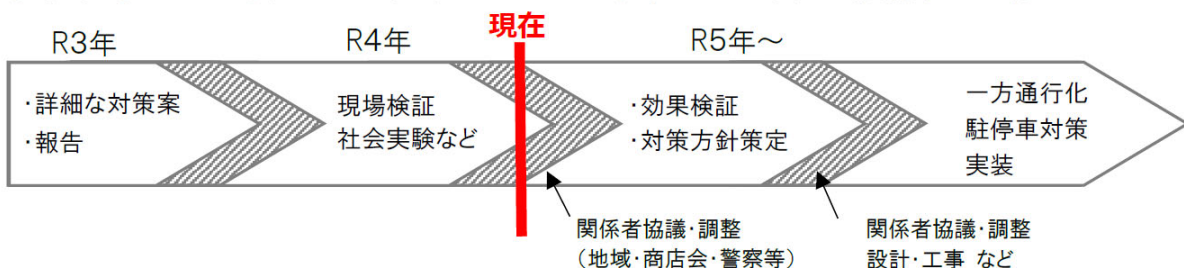 R3年
R4年
現在
R5年～
・詳細な対策案
・報告
現場検証
社会実験など
・効果検証
・対策方針策定
一方通行化
駐停車対策
実装
関係者協議・調整
（地域・商店会・警察等）
関係者協議・調整
設計・工事 など